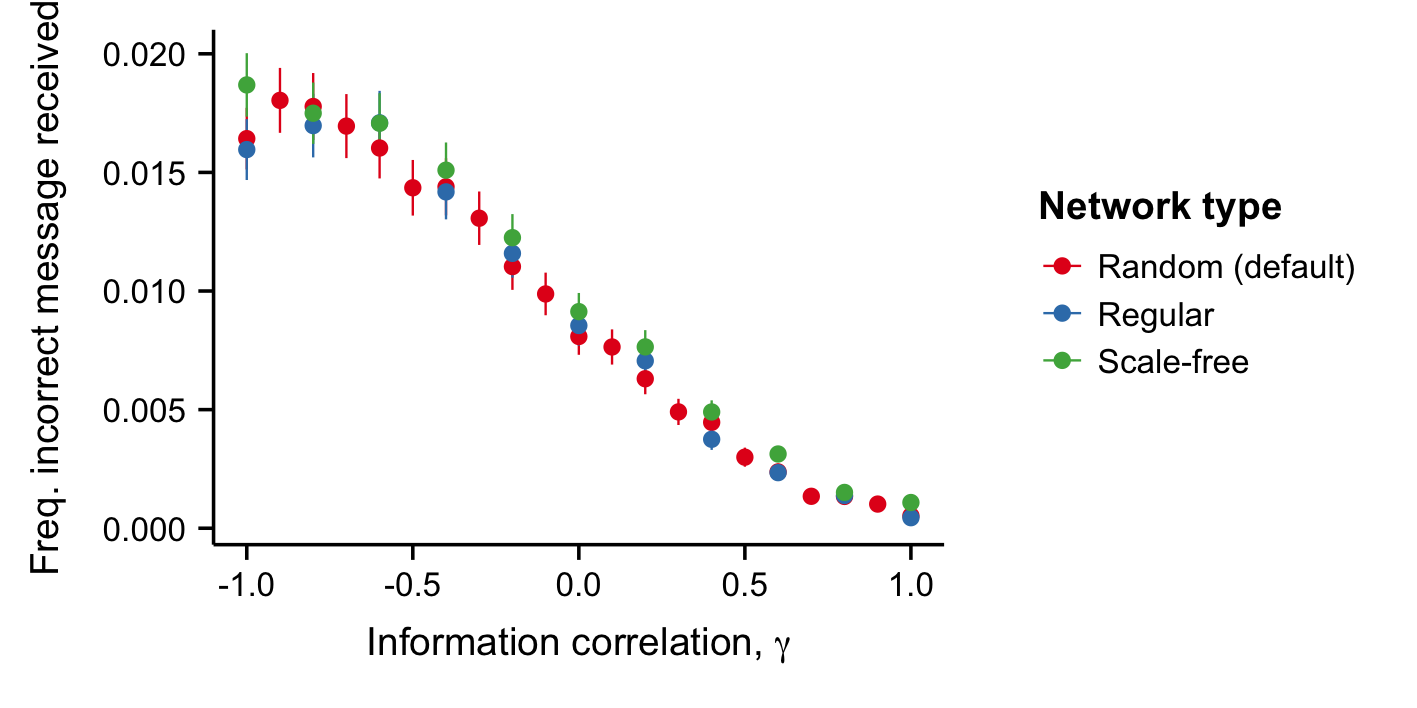 Freq. incorrect message received
0.020
0.015
0.010
0.005
0.000
-1.0
-0.5
0.0
0.5
1.0
Information correlation, γ
Network type
Random (default)
Regular
Scale-free